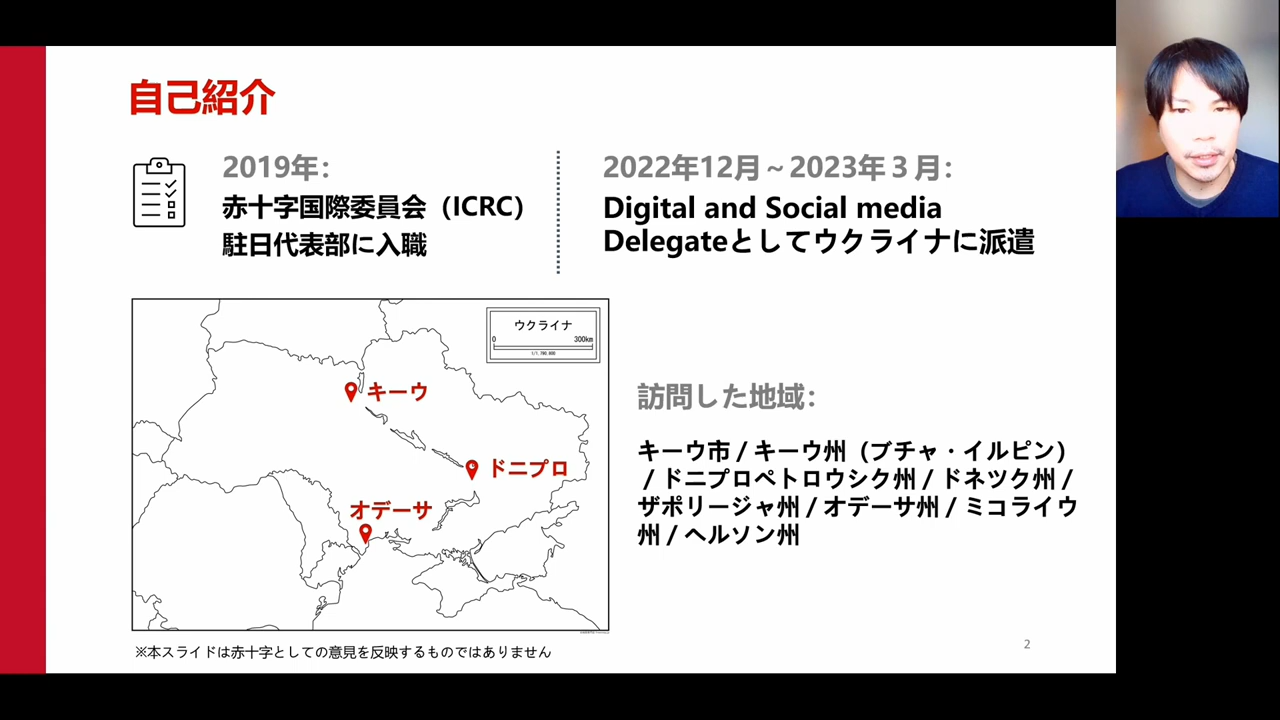 自己紹介
2019年：
赤十字国際委員会（ICRC）
駐日代表部に入職
2022年12月～2023年３月：
Digital and Social media
Delegateとしてウクライナに派遣
ウクライナ
0 300km
キーウ
ドニプロ
オデーサ
訪問した地域：
キーウ市 / キーウ州（ブチャ・イルピン）
/ ドニプロペトロウシク州 / ドネツク州 /
ザポリージャ州 / オデーサ州 / ミコライウ
州 / ヘルソン州
※本スライドは赤十字としての意見を反映するものではありません
2